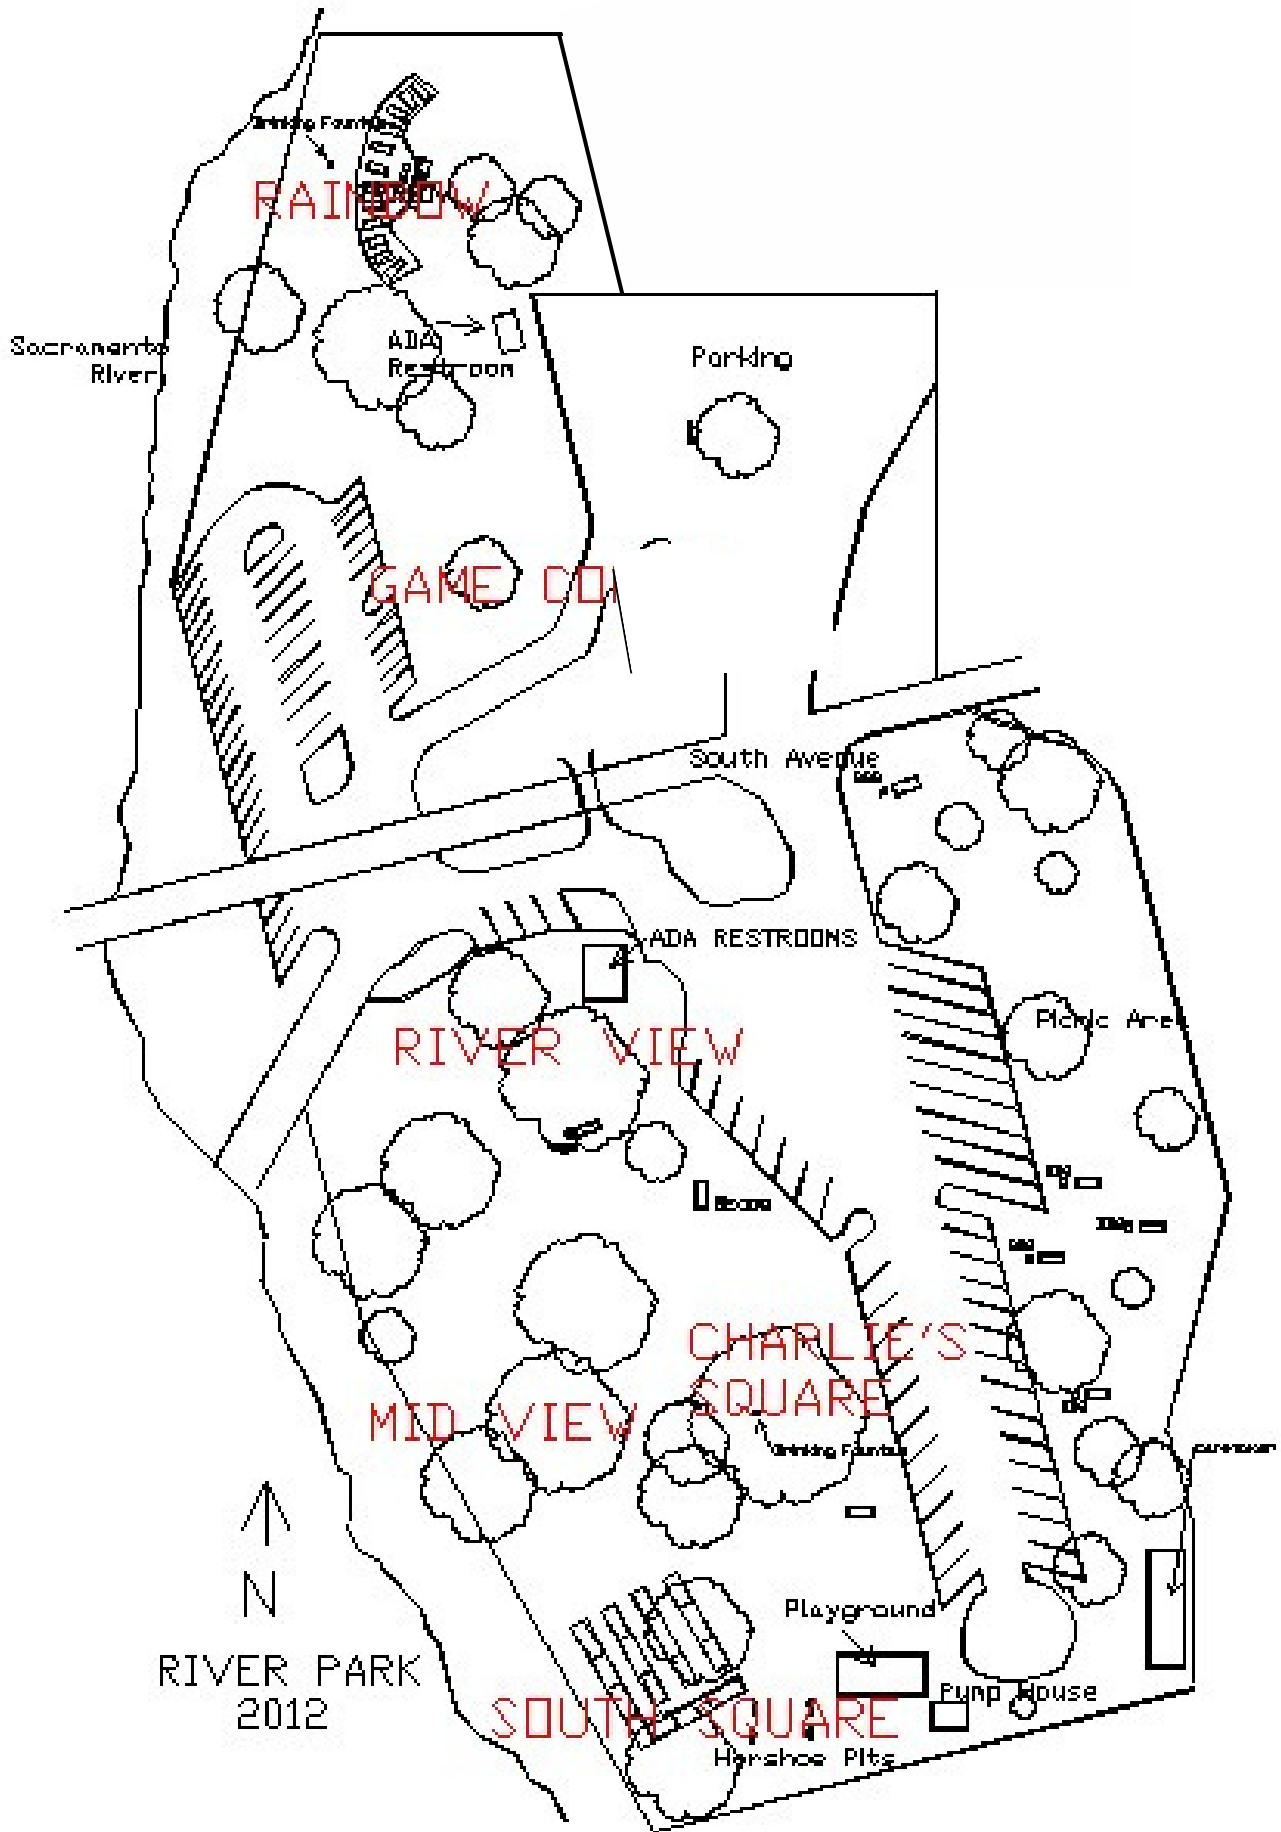 Drinking Fountain
RAINBOW
ADA
Restroom
Sacramento
River
Parking
GAME CO
South Avenue
ADA RESTROOMS
RIVER VIEW
Picnic Area
CHARLIE'S
SQUARE
MID VIEW
Drinking Fountain
N
Playground
RIVER PARK
2012
Pump House
SOUTH SQUARE
Horshoe Pits